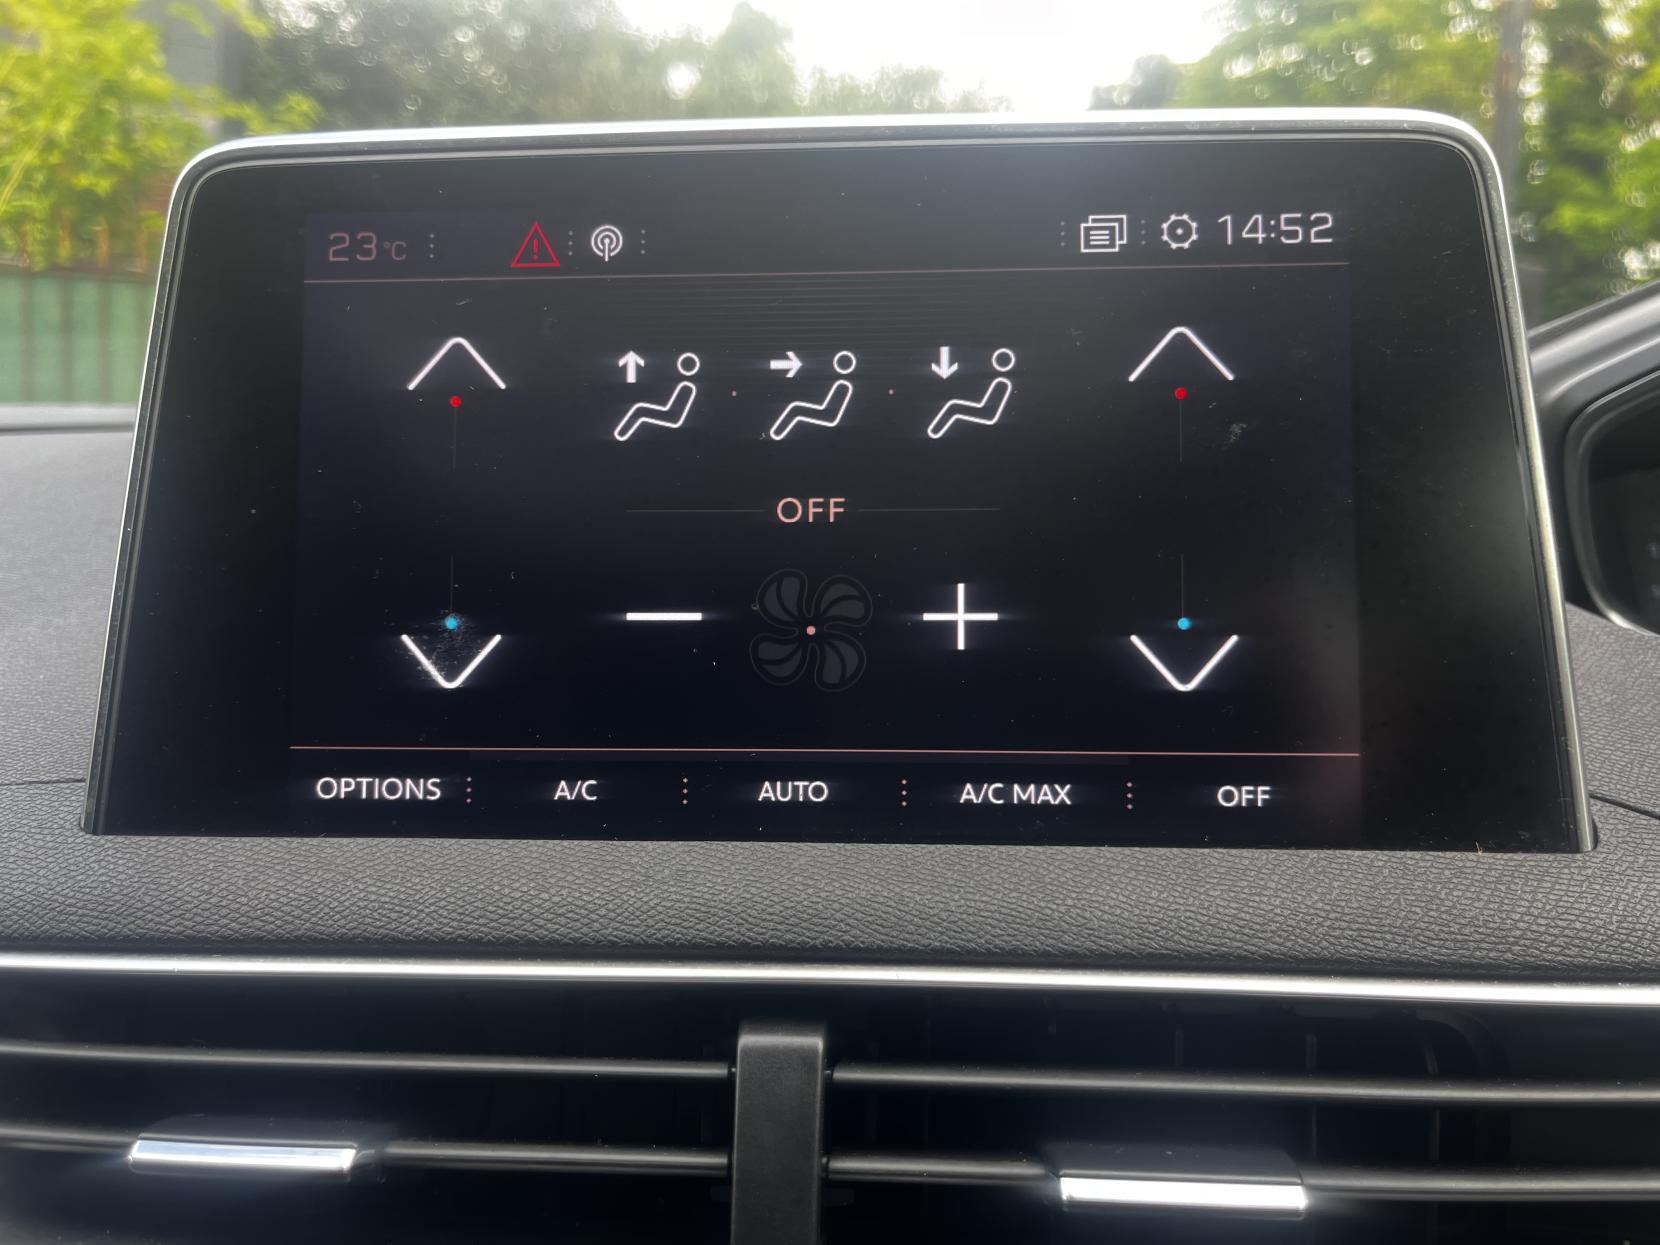 23°C 14:52
OFF
OPTIONS A/C AUTO A/C MAX OFF